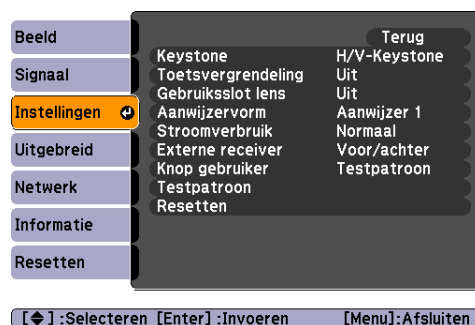 Beeld
Signaal
Instellingen
Uitgebreid
Netwerk
Informatie
Resetten
Terug
Keystone H/V-Keystone
Toetsvergrendeling Uit
Gebruiksslot lens Uit
Aanwijzervorm Aanwijzer 1
Stroomverbruik Normaal
Externe receiver Voor/achter
Knop gebruiker Testpatroon
Testpatroon
Resetten
[◆] :Selecteren [Enter] :Invoeren [Menu]:Afsluiten